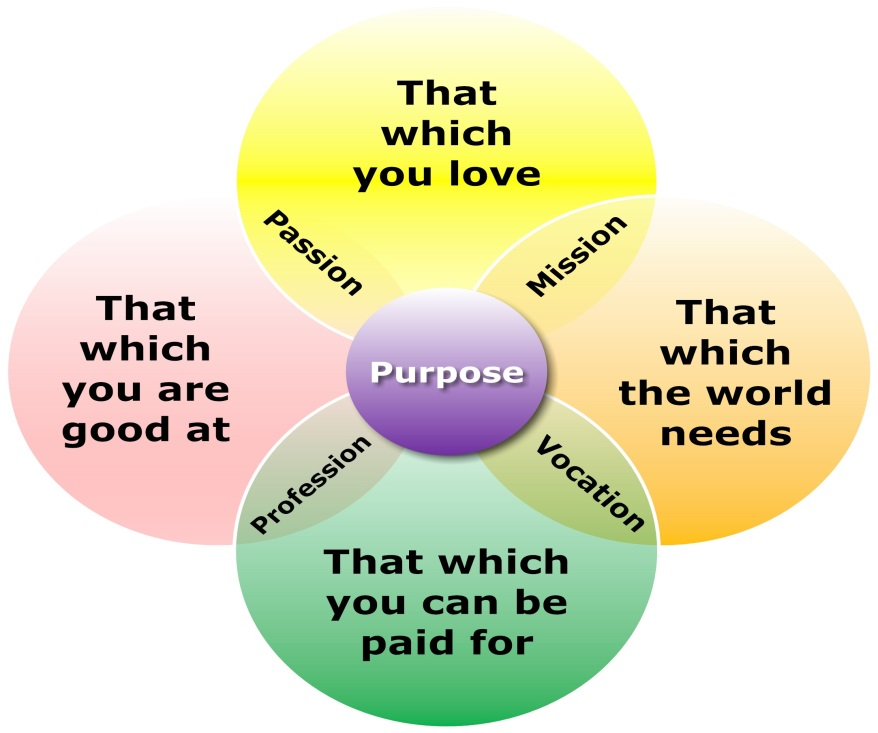 That
which
you love
Passion
Mission
That
which
you are
good at
Purpose
That
which
the world
needs
Profession
Vocation
That which
you can be
paid for